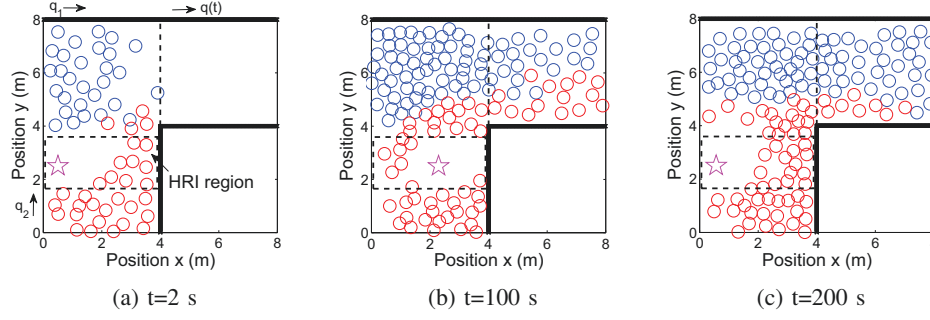 q1 → → q(t)
8
6
4
2
0
Position y (m)
HRI region
q2 →
0 2 4 6 8
Position x (m)
(a) t=2 s
8
6
4
2
0
Position y (m)
0 2 4 6 8
Position x (m)
(b) t=100 s
8
6
4
2
0
Position y (m)
0 2 4 6
Position x (m)
(c) t=200 s